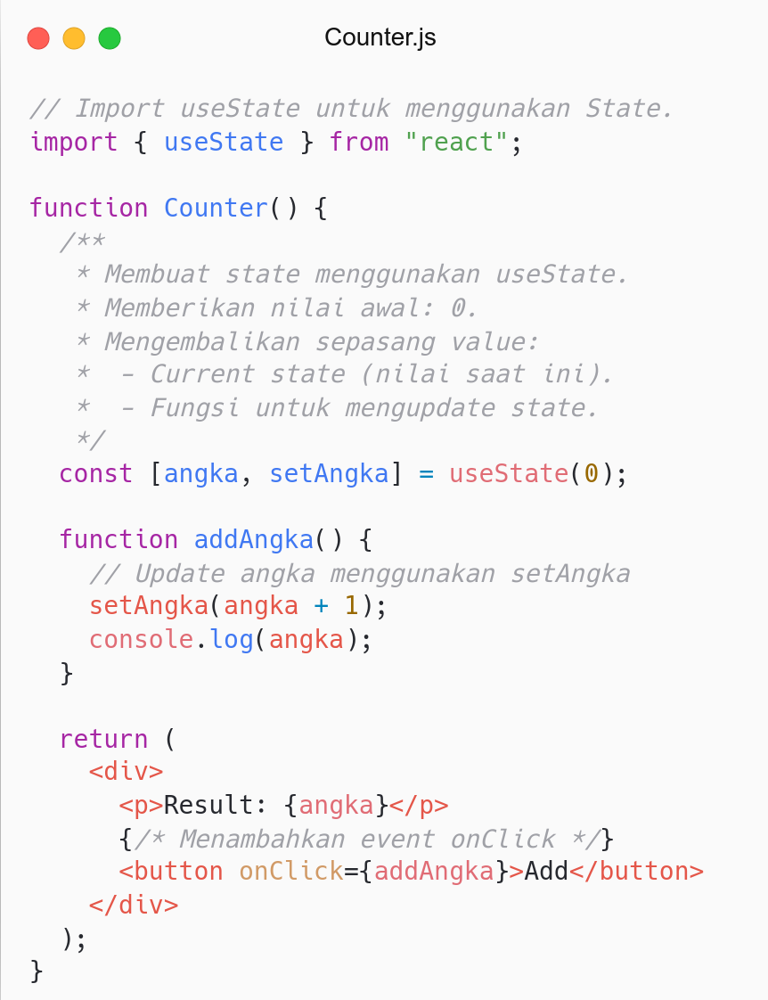 Counter.js
// Import useState untuk menggunakan State.
import { useState } from "react";
function Counter() {
  /**
   * Membuat state menggunakan useState.
   * Memberikan nilai awal: 0.
   * Mengembalikan sepasang value:
   *  - Current state (nilai saat ini).
   *  - Fungsi untuk mengupdate state.
   */
  const [angka, setAngka] = useState(0);
  function addAngka() {
    // Update angka menggunakan setAngka
    setAngka(angka + 1);
    console.log(angka);
  }
  return (
    <div>
      <p>Result: {angka}</p>
      {/* Menambahkan event onClick */}
      <button onClick={addAngka}>Add</button>
    </div>
  );
}